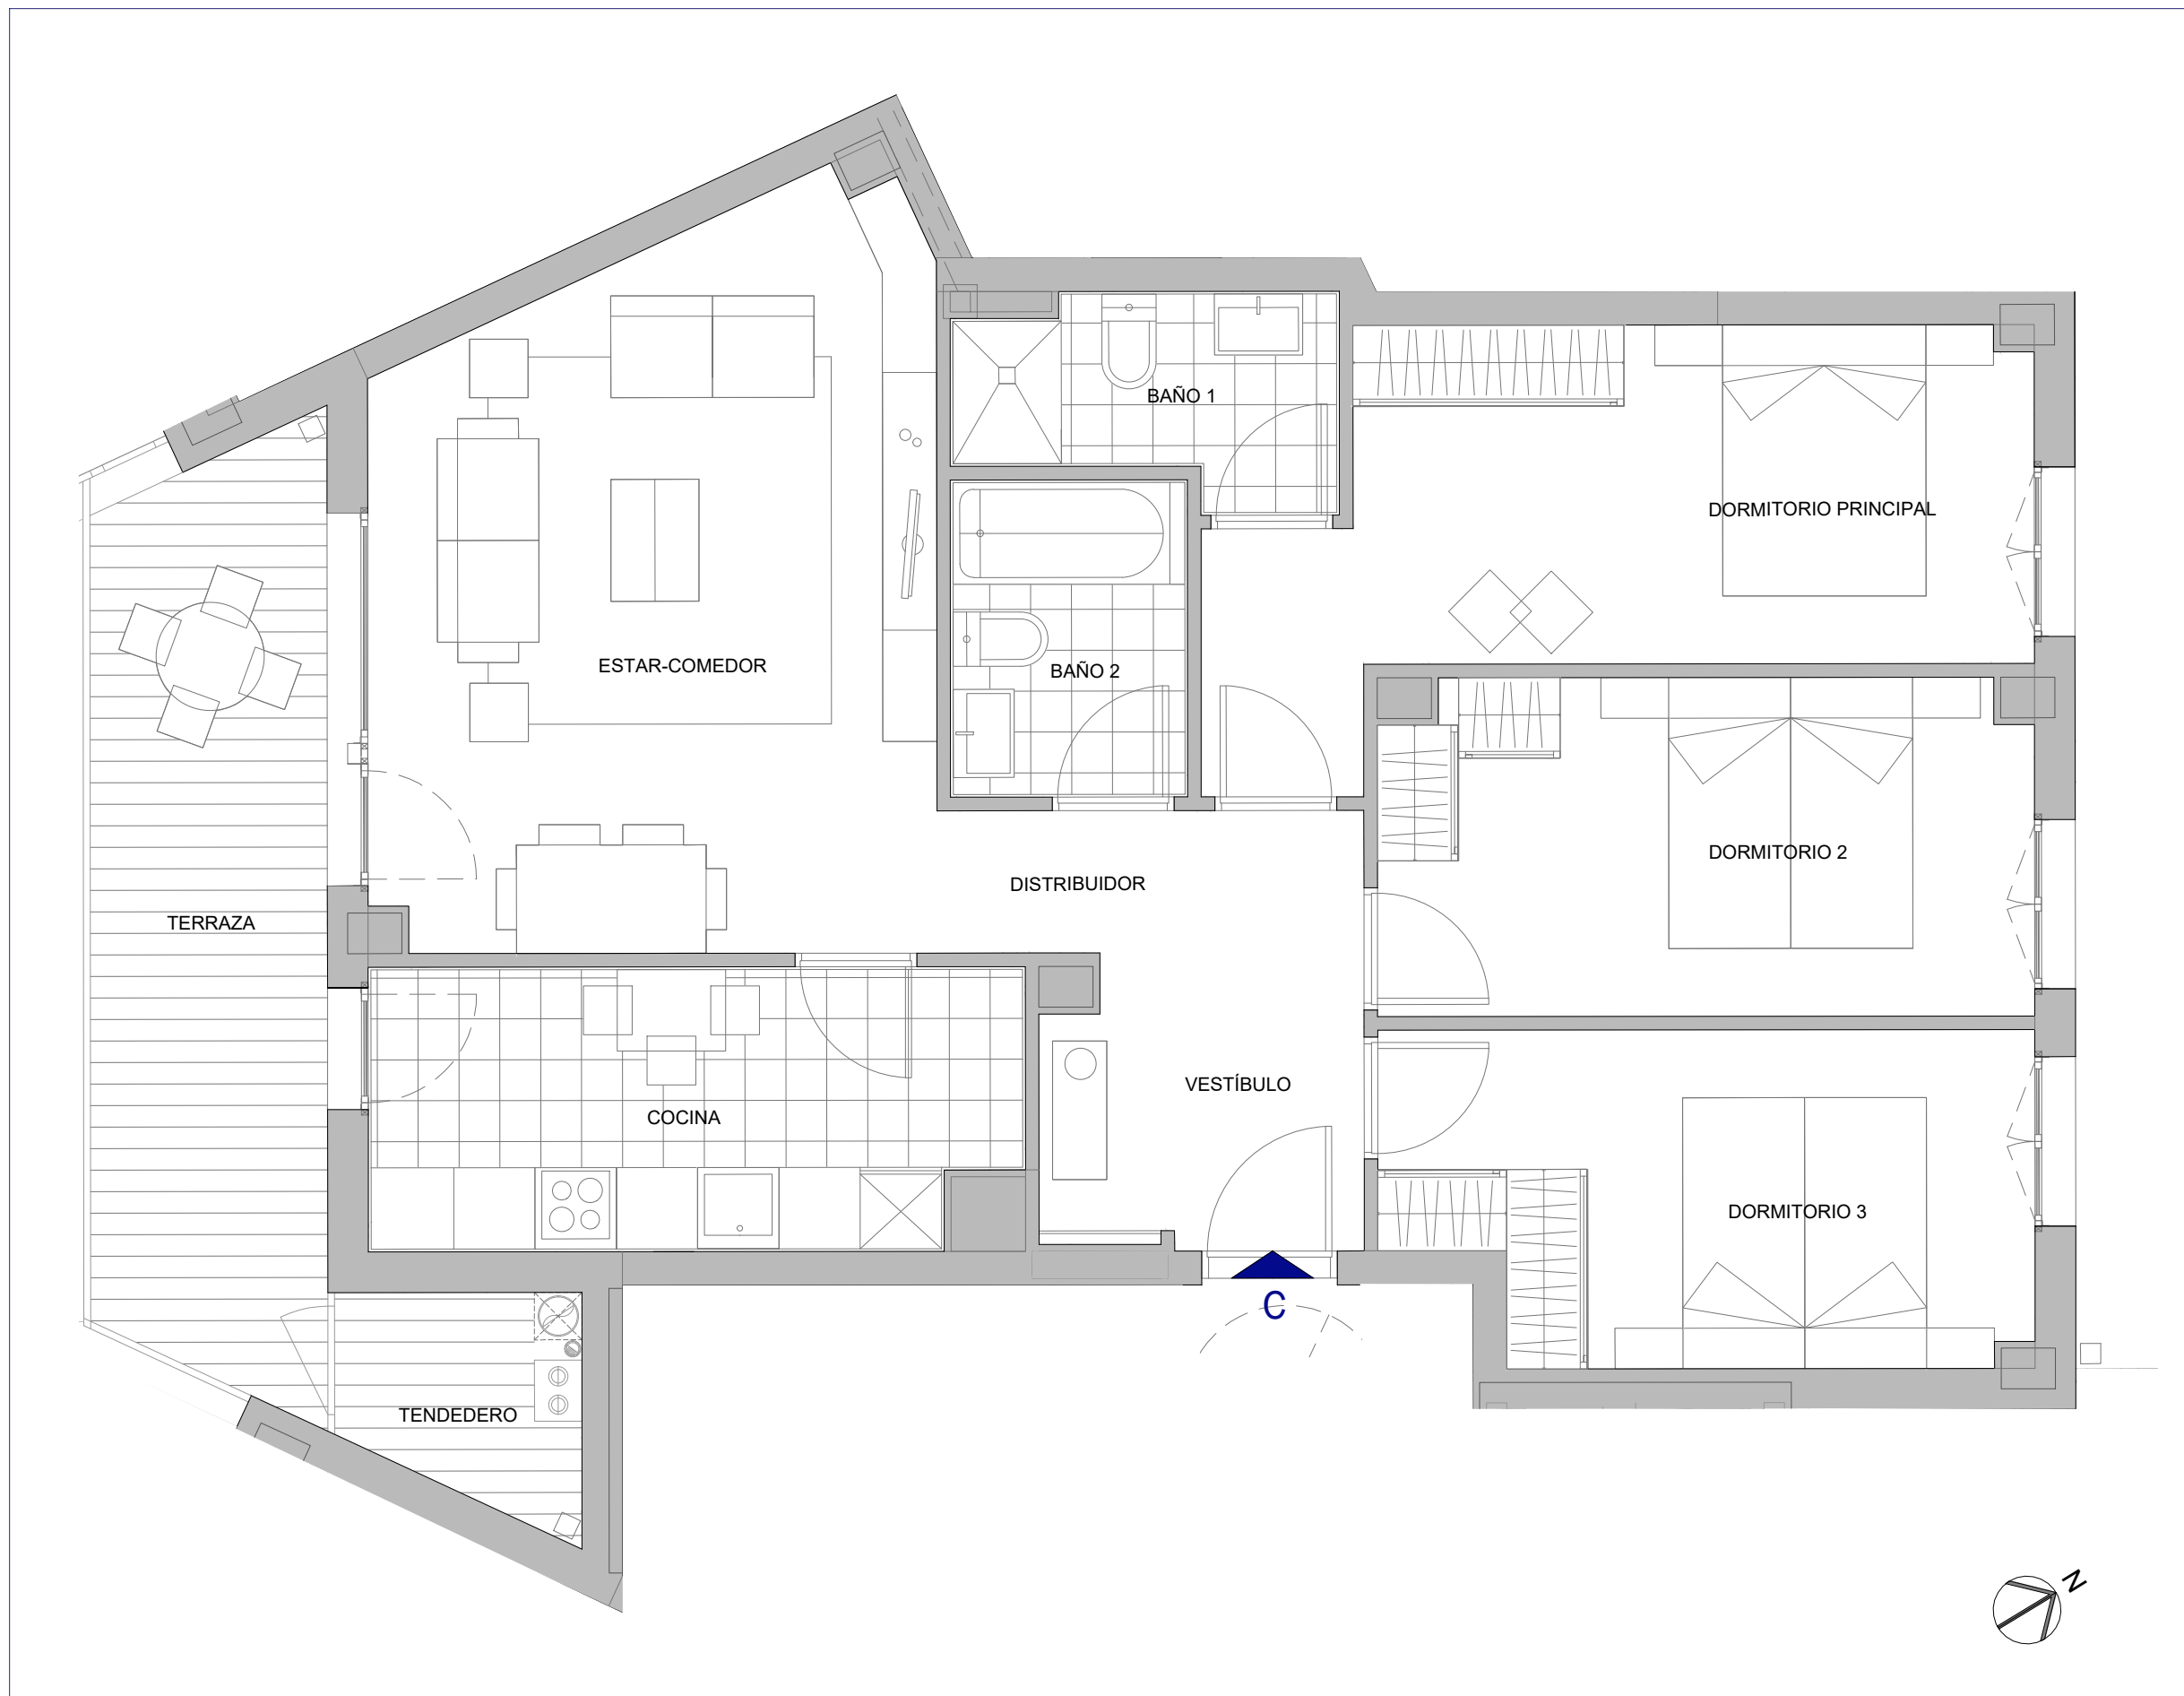 BAÑO 1
DORMITORIO PRINCIPAL
ESTAR-COMEDOR
BAÑO 2
DORMITORIO 2
DISTRIBUIDOR
TERRAZA
VESTÍBULO
COCINA
DORMITORIO 3
C
TENDEDERO
N